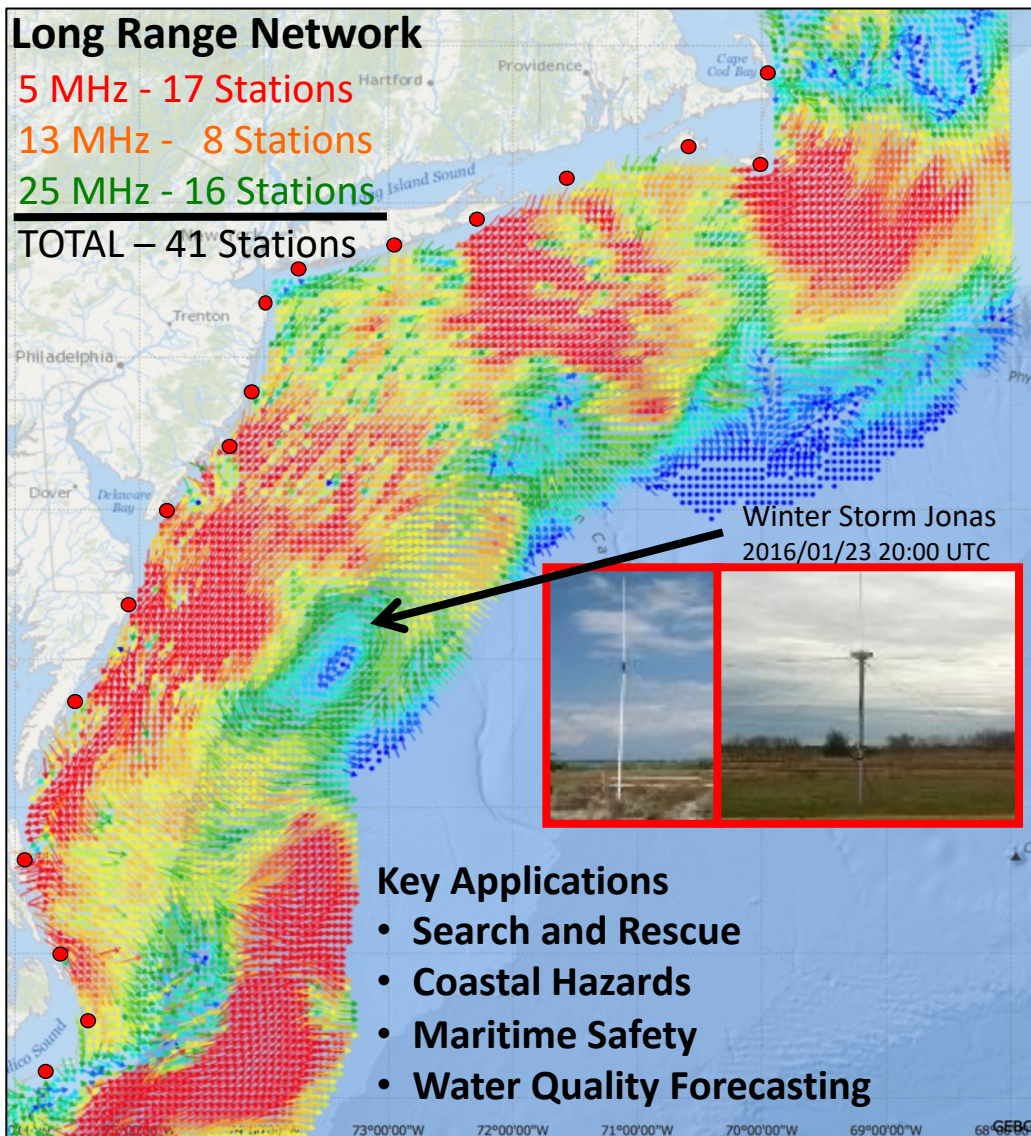 Long Range Network
5 MHz - 17 Stations
13 MHz -   8 Stations
25 MHz - 16 Stations
TOTAL – 41 Stations
Hartford
Providence
Cape
Cod Bay
Island Sound
Trenton
Philadelphia
Dover
Delaware
Bay
Winter Storm Jonas
2016/01/23 20:00 UTC
Key Applications
• Search and Rescue
• Coastal Hazards
• Maritime Safety
• Water Quality Forecasting
Sound
73°00'00"W
72°00'00"W
71°00'00"W
70°00'00"W
69°00'00"W